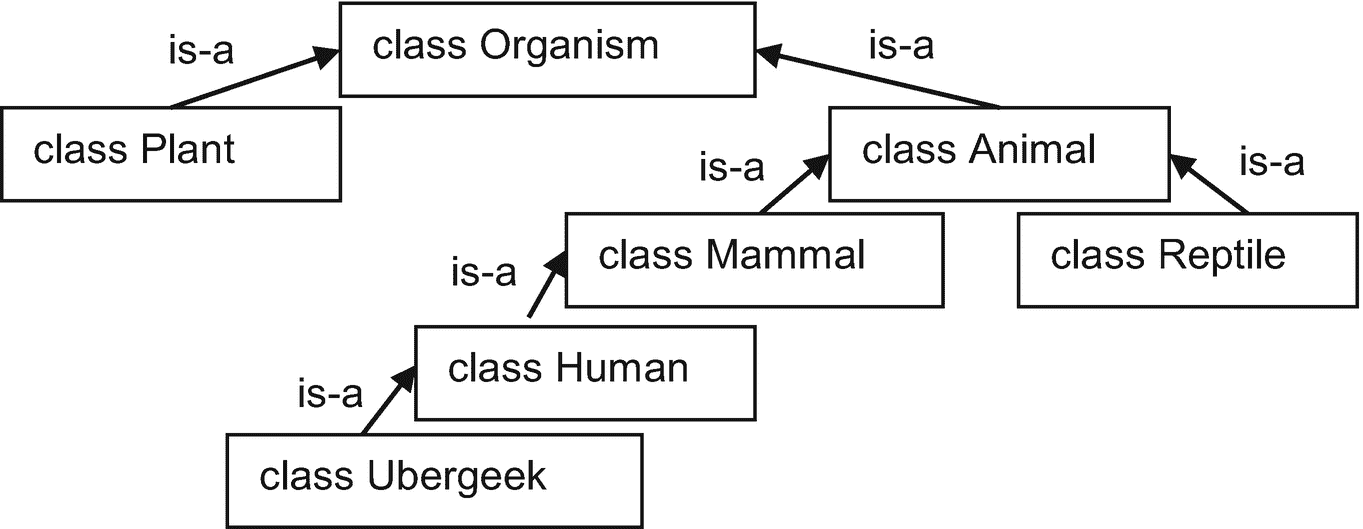 is-a
class Organism
is-a
class Plant
class Animal
is-a
is-a
class Mammal
class Reptile
is-a
class Human
is-a
class Ubergeek